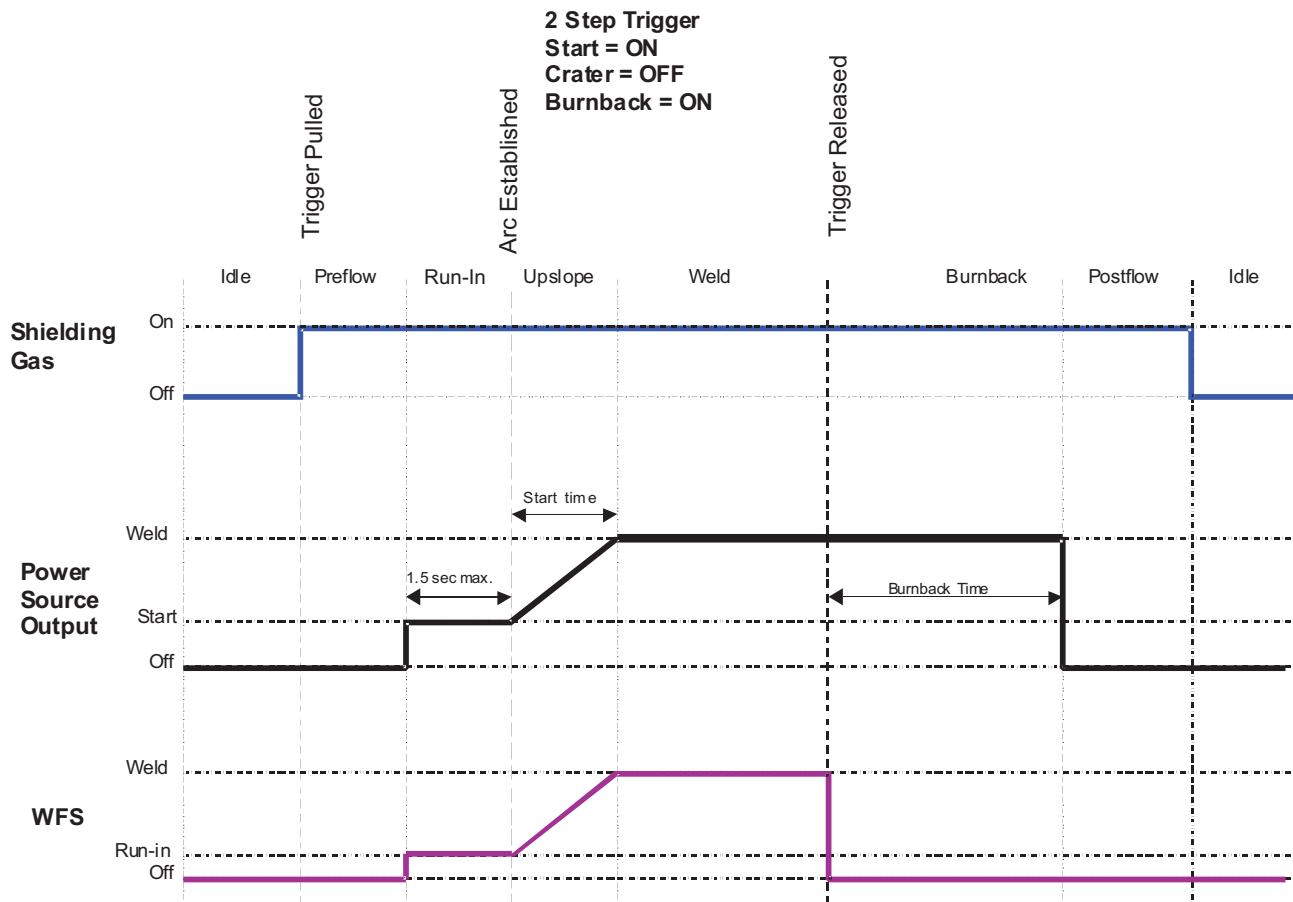 2 Step Trigger
Start = ON
Crater = OFF
Burnback = ON
Trigger Pulled
Arc Established
Trigger Released
Idle Preflow Run-In Upslope Weld Burnback Postflow Idle
Shielding
Gas
On
Off
Start time
Weld
1.5 sec max.
Burnback Time
Power
Source
Output
Start
Off
Weld
WFS
Run-in
Off